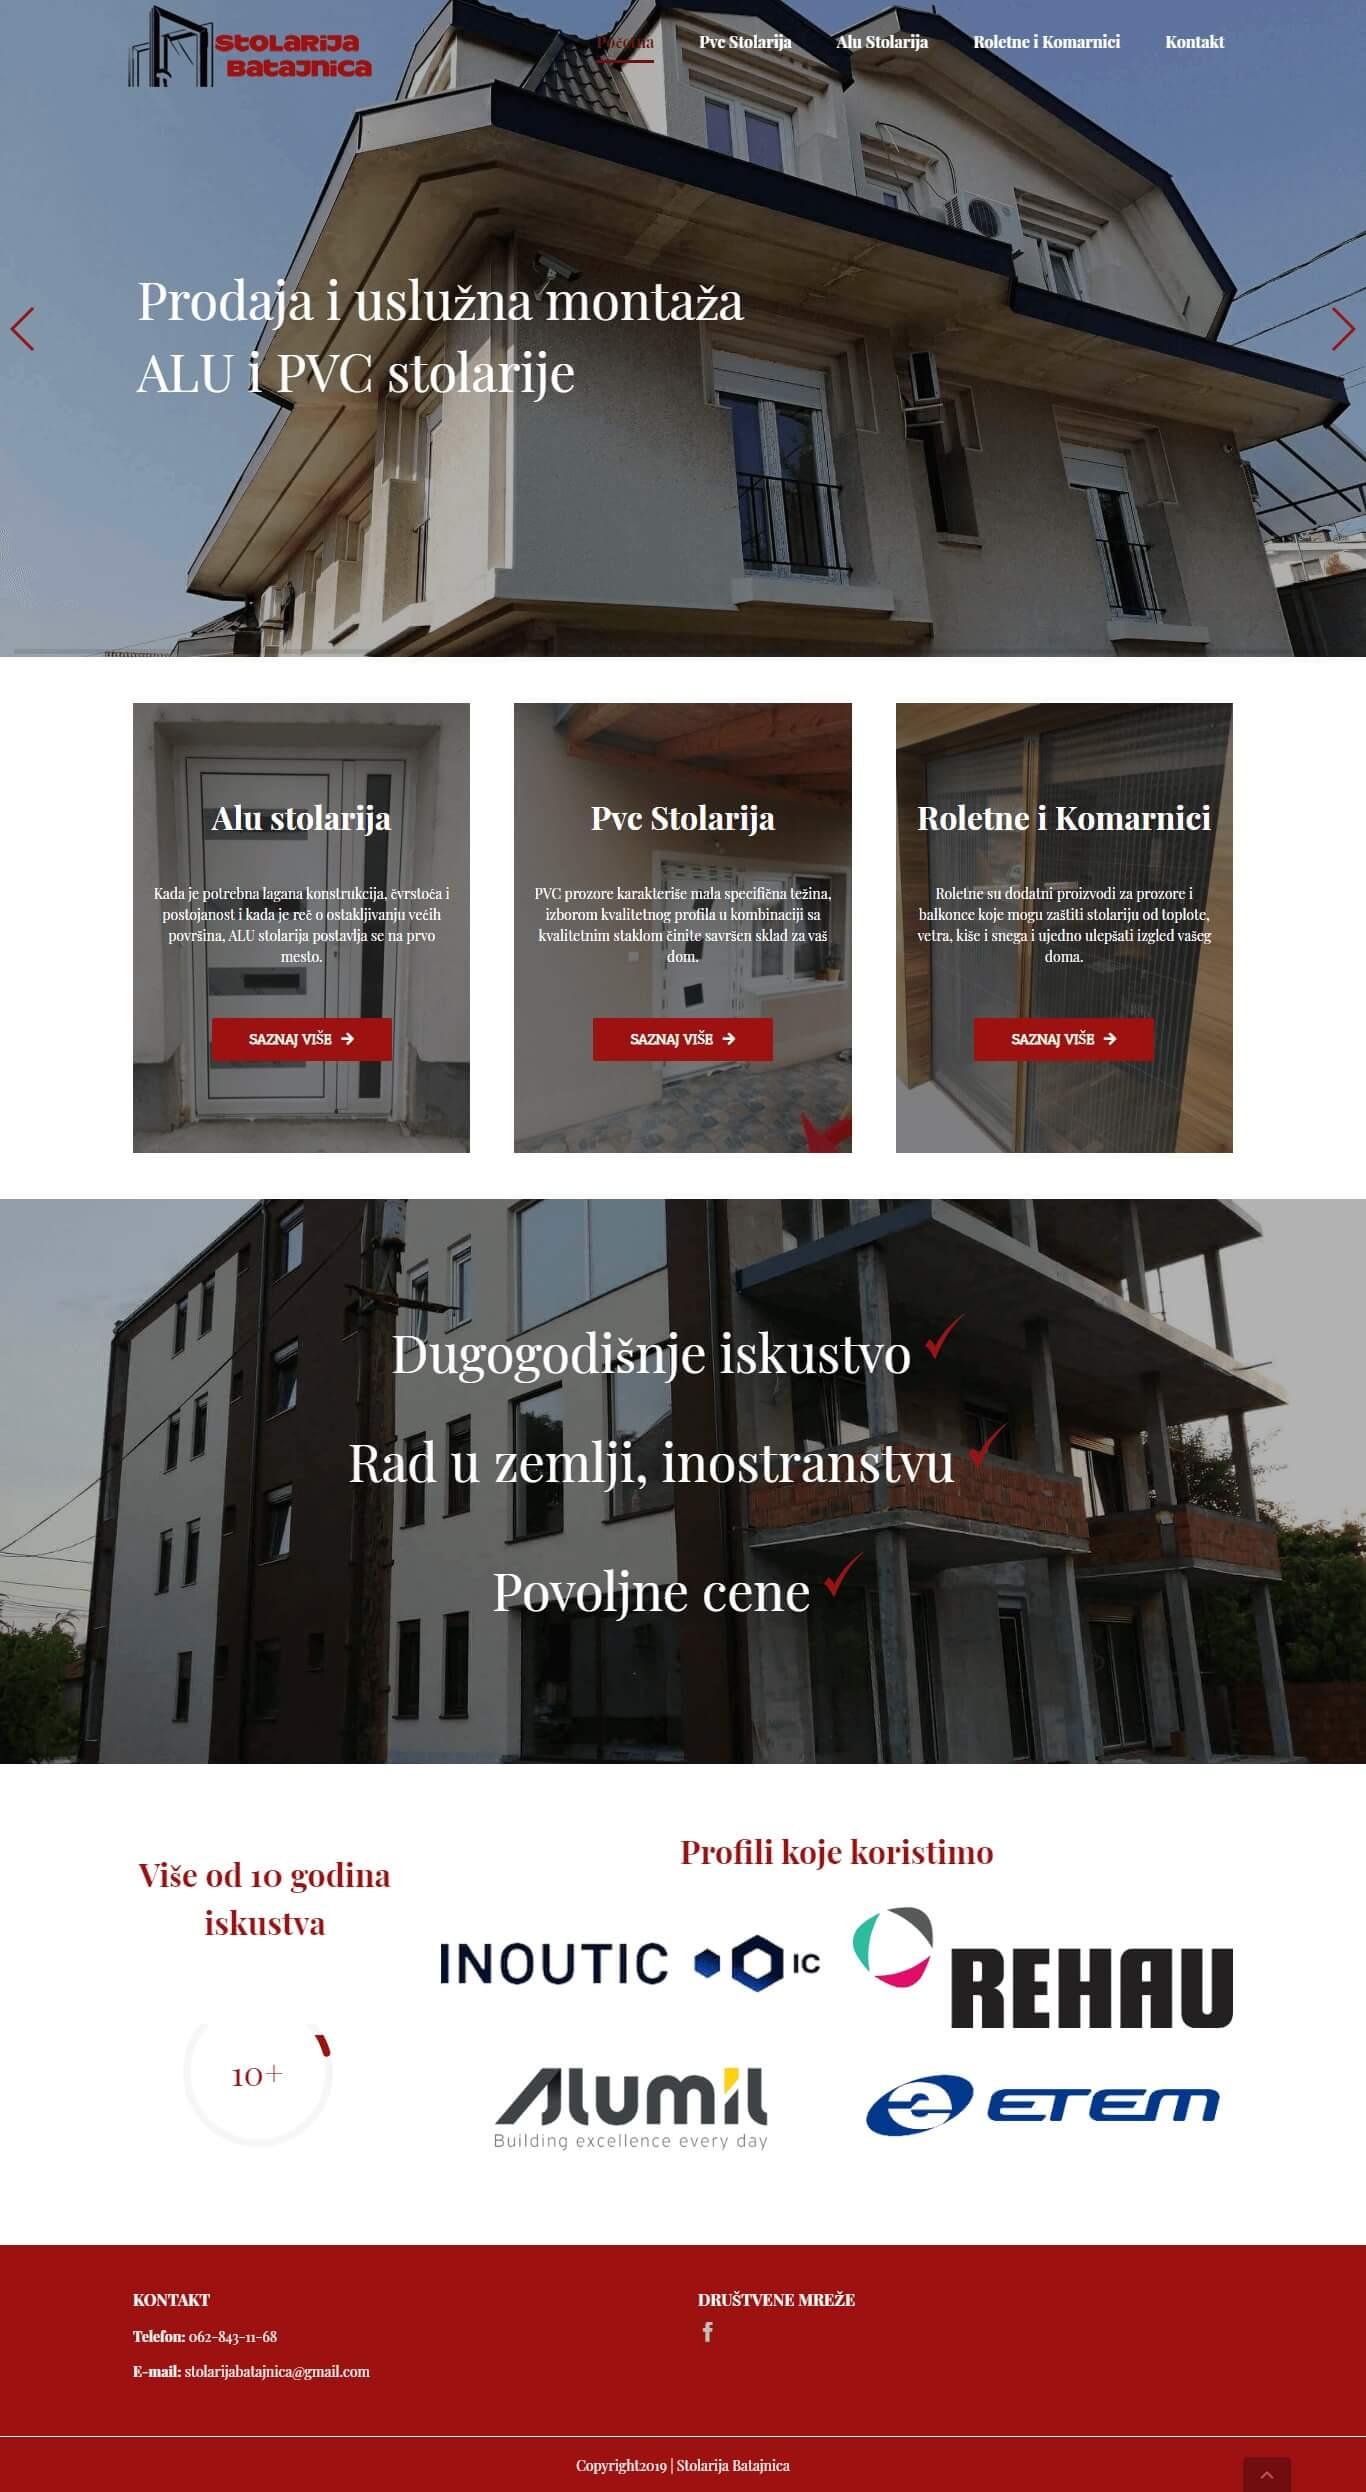 Stolarija
Batajnica
Početna
Pvc Stolarija
Alu Stolarija
Roletne i Komarnici
Kontakt
Prodaja i uslužna montaža
ALU i PVC stolarije
Alu stolarija
Kada je potrebna lagana konstrukcija, čvrstoća i
postojanost i kada je reč o ostakljivanju većih
površina, ALU stolarija postavlja se na prvo
mesto.
SAZNAJ VIŠE
Pvc Stolarija
PVC prozore karakteriše mala specifična težina,
izborom kvalitetnog profila u kombinaciji sa
kvalitetnim staklom činite savršen sklad za vaš
dom.
SAZNAJ VIŠE
Roletne i Komarnici
Roletne su dodatni proizvodi za prozore i
balkonce koje mogu zaštiti stolariju od toplote,
vetra, kiše i snega i ujedno ulepšati izgled vašeg
doma.
SAZNAJ VIŠE
Dugogodišnje iskustvo
Rad u zemlji, inostranstvu
Povoljne cene
Više od 10 godina
iskustva
10+
Profili koje koristimo
INOUTIC IC
REHAU
Alumil
Building excellence every day
ETEM
KONTAKT
Telefon: 062-843-11-68
E-mail: stolarijabatajnica@gmail.com
DRUŠTVENE MREŽE
Copyright2019 | Stolarija Batajnica